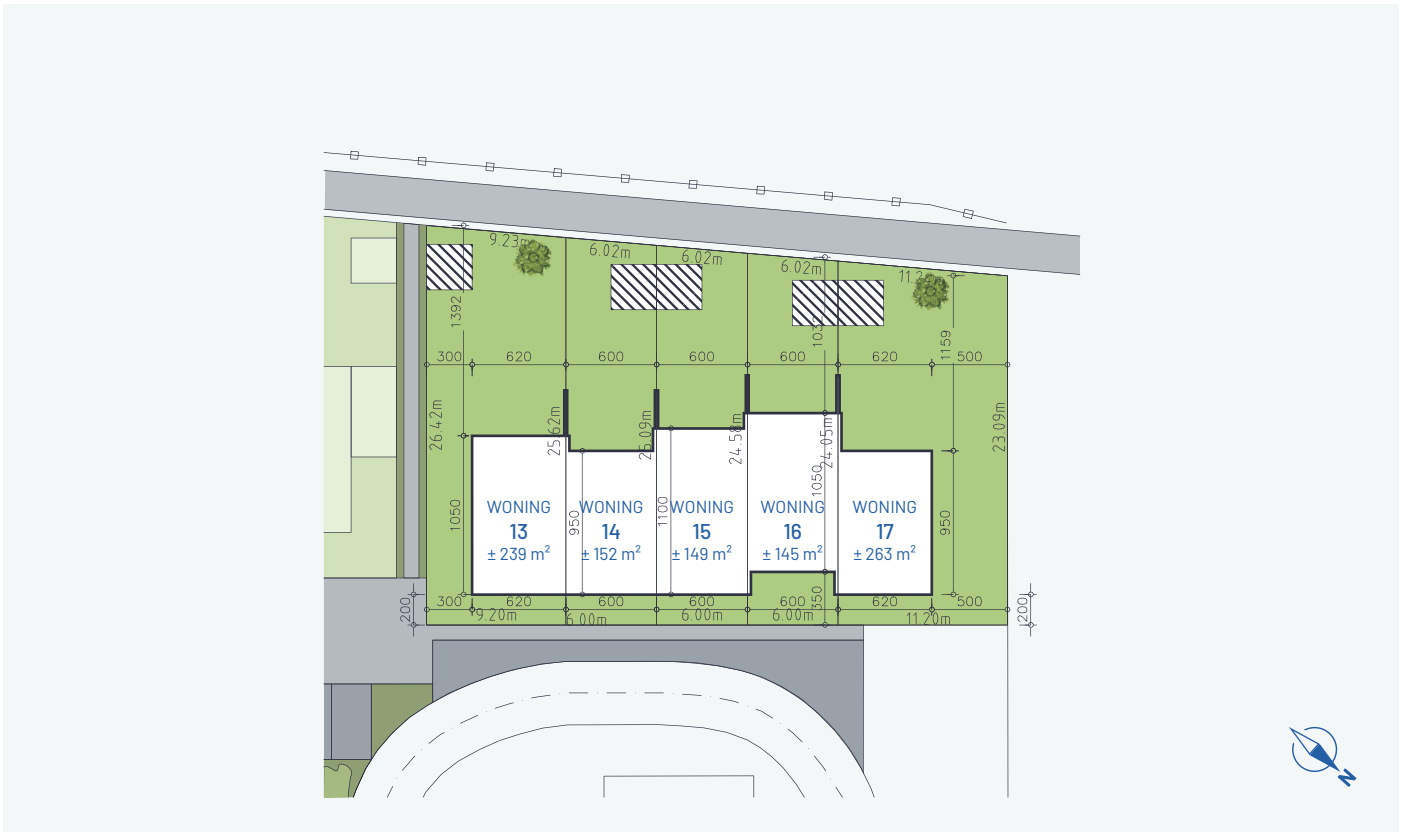 9.23m
6.02m
6.02m
6.02m
1392
1159
300 620 600 600 600 620 500
26.42m
25.62m
25.09m
24.58m
24.05m
23.09m
1050
950
1100
1050
950
WONING
13
± 239 m²
WONING
14
± 152 m²
WONING
15
± 149 m²
WONING
16
± 145 m²
WONING
17
± 263 m²
300 620 600 600 600 620 500
200
350
200
9.20m 6.00m 6.00m 6.00m 11.20m
N